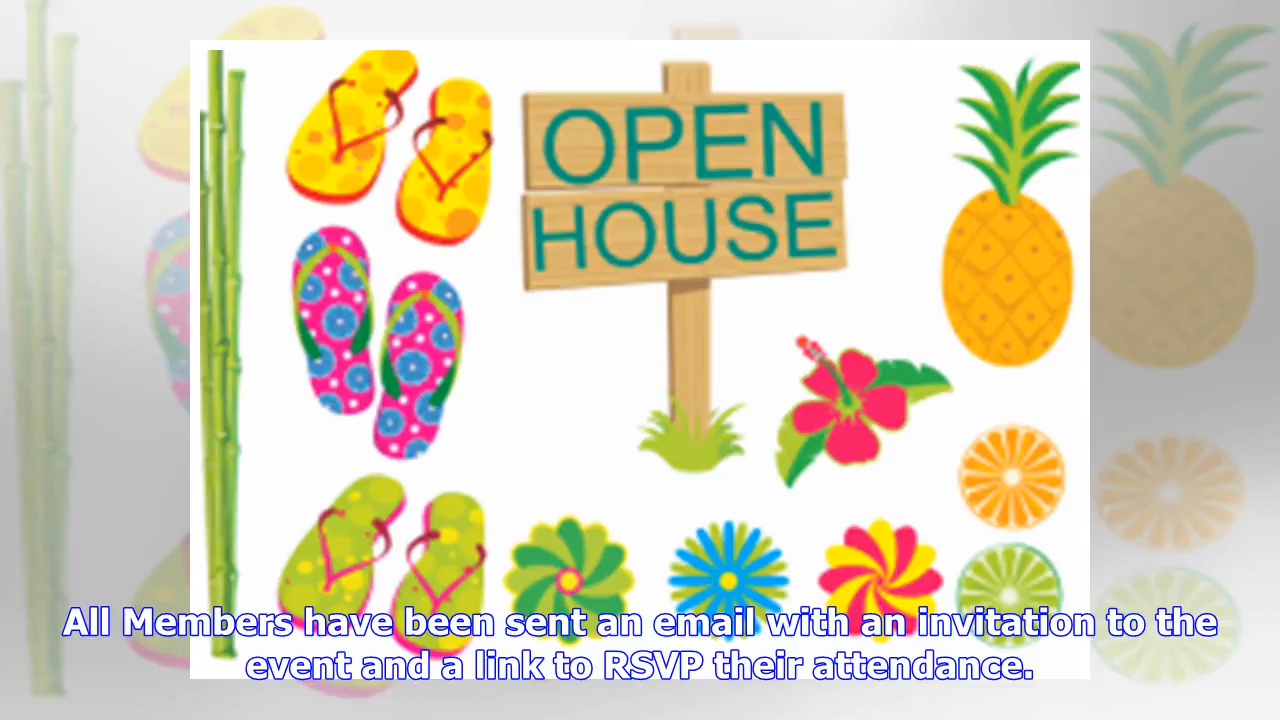 OPEN
HOUSE
All Members have been sent an email with an invitation to the
event and a link to RSVP their attendance.